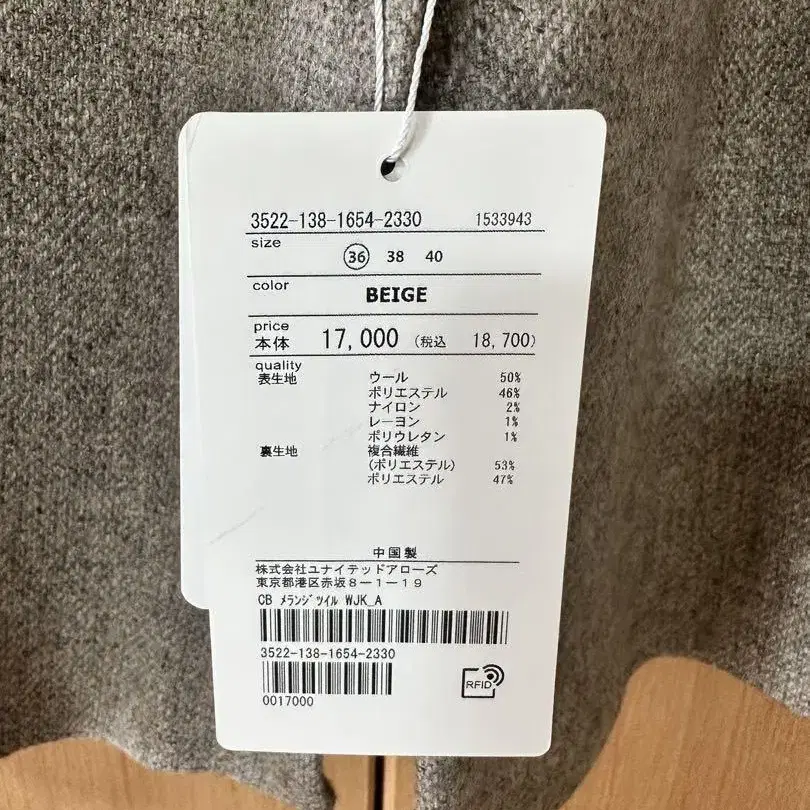 3522-138-1654-2330 1533943
size
36 38 40
color
BEIGE
price
本体 17,000 (税込 18,700)
quality
表生地 ウール 50%
ポリエステル 46%
ナイロン 2%
レーヨン 1%
ポリウレタン 1%
裏生地 複合繊維
(ポリエステル) 53%
ポリエステル 47%
中国製
株式会社ユナイテッドアローズ
東京都港区赤坂8-1-19
CB メランジツイル WJK_A
3522-138-1654-2330
RFID
0017000